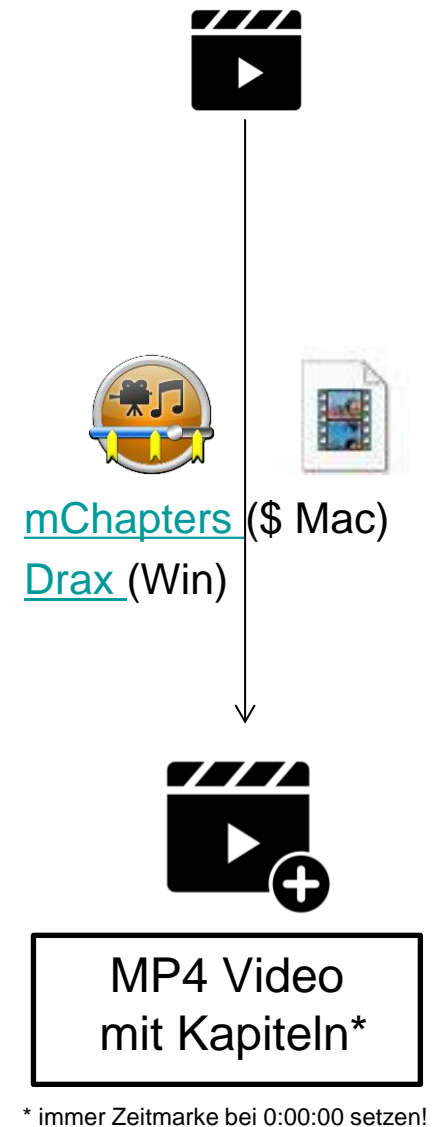 mChapters ($ Mac)
Drax (Win)
MP4 Video
mit Kapiteln*
* immer Zeitmarke bei 0:00:00 setzen!